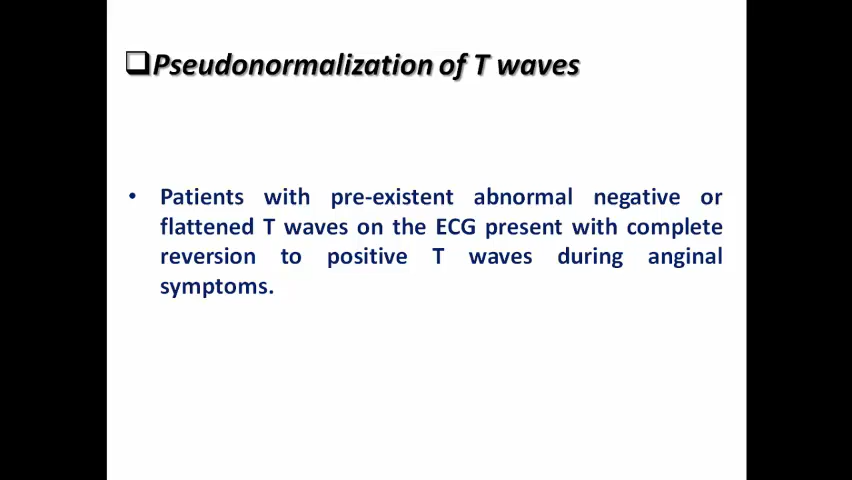 ❑Pseudonormalization of T waves
• Patients with pre-existent abnormal negative or
flattened T waves on the ECG present with complete
reversion to positive T waves during anginal
symptoms.